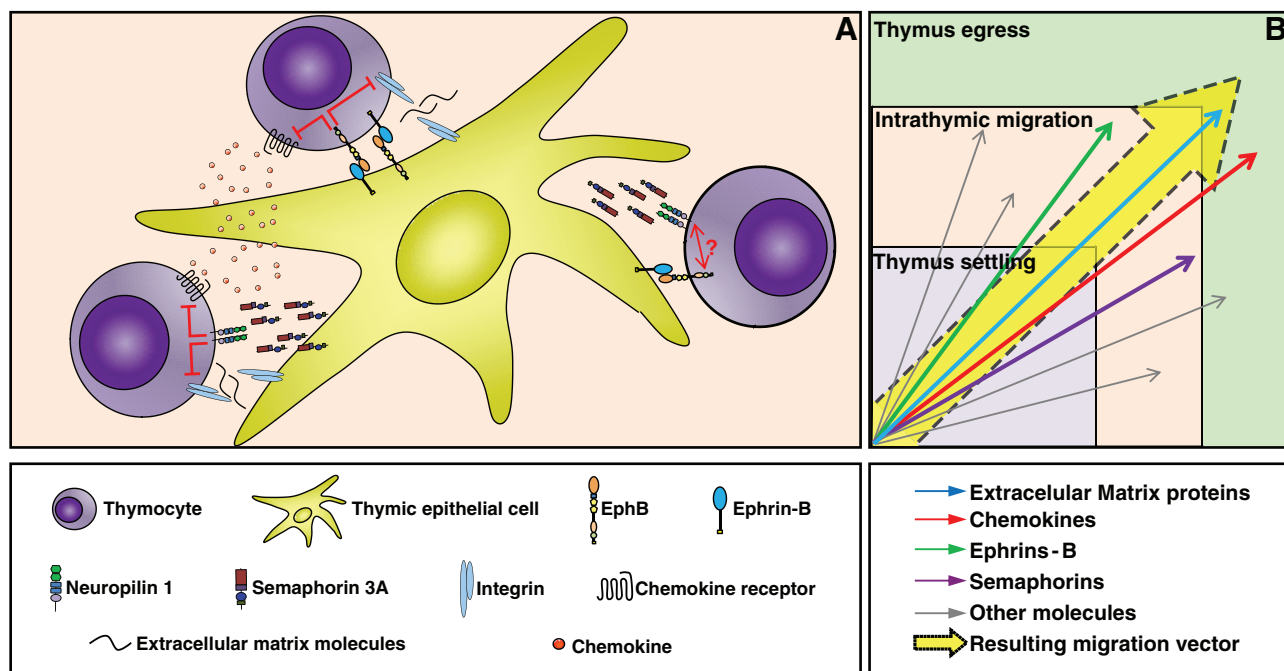 A
?
Thymus egress
B
Intrathymic migration
Thymus settling
Thymocyte
Thymic epithelial cell
EphB
Ephrin-B
Neuropilin 1
Semaphorin 3A
Integrin
Chemokine receptor
Extracellular matrix molecules
Chemokine
Extracelular Matrix proteins
Chemokines
Ephrins-B
Semaphorins
Other molecules
Resulting migration vector